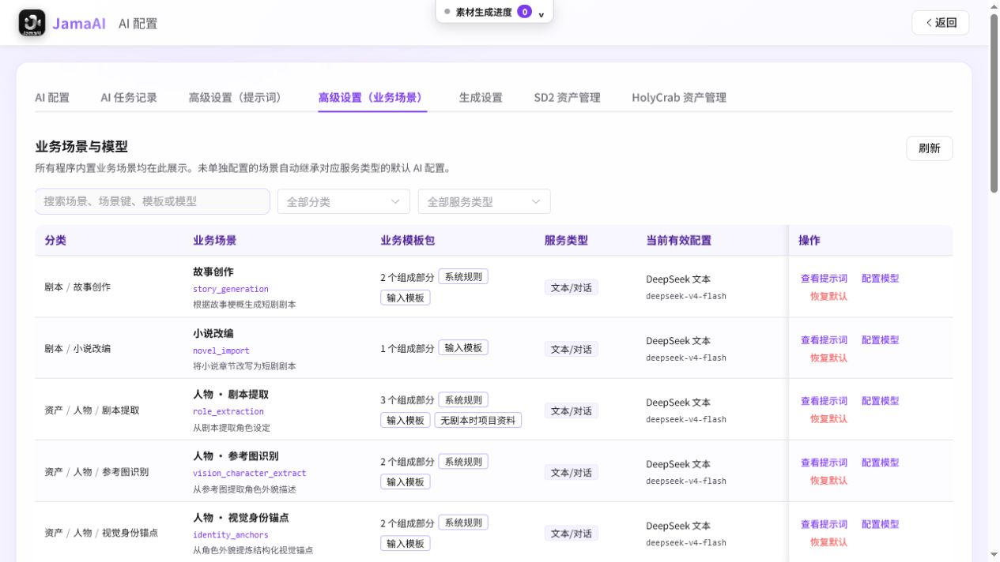 JamaAI
AI 配置
素材生成进度 0 v
返回
AI 配置
AI 任务记录
高级设置（提示词）
高级设置（业务场景）
生成设置
SD2 资产管理
HolyCrab 资产管理
业务场景与模型
刷新
所有程序内置业务场景均在此展示。未单独配置的场景自动继承对应服务类型的默认 AI 配置。
搜索场景、场景键、模板或模型
全部分类
全部服务类型
分类
业务场景
业务模板包
服务类型
当前有效配置
操作
剧本 / 故事创作
故事创作
story_generation
根据故事梗概生成短剧剧本
2 个组成部分 系统规则
输入模板
文本/对话
DeepSeek 文本
deepseek-v4-flash
查看提示词 配置模型
恢复默认
剧本 / 小说改编
小说改编
novel_import
将小说章节改写为短剧剧本
1 个组成部分 输入模板
文本/对话
DeepSeek 文本
deepseek-v4-flash
查看提示词 配置模型
恢复默认
资产 / 人物 / 剧本提取
人物 · 剧本提取
role_extraction
从剧本提取角色设定
3 个组成部分 系统规则
输入模板 无剧本时项目资料
文本/对话
DeepSeek 文本
deepseek-v4-flash
查看提示词 配置模型
恢复默认
资产 / 人物 / 参考图识别
人物 · 参考图识别
vision_character_extract
从参考图提取角色外貌描述
2 个组成部分 系统规则
输入模板
文本/对话
DeepSeek 文本
deepseek-v4-flash
查看提示词 配置模型
恢复默认
资产 / 人物 / 视觉身份锚点
人物 · 视觉身份锚点
identity_anchors
从角色外貌提炼结构化视觉锚点
2 个组成部分 系统规则
输入模板
文本/对话
DeepSeek 文本
deepseek-v4-flash
查看提示词 配置模型
恢复默认